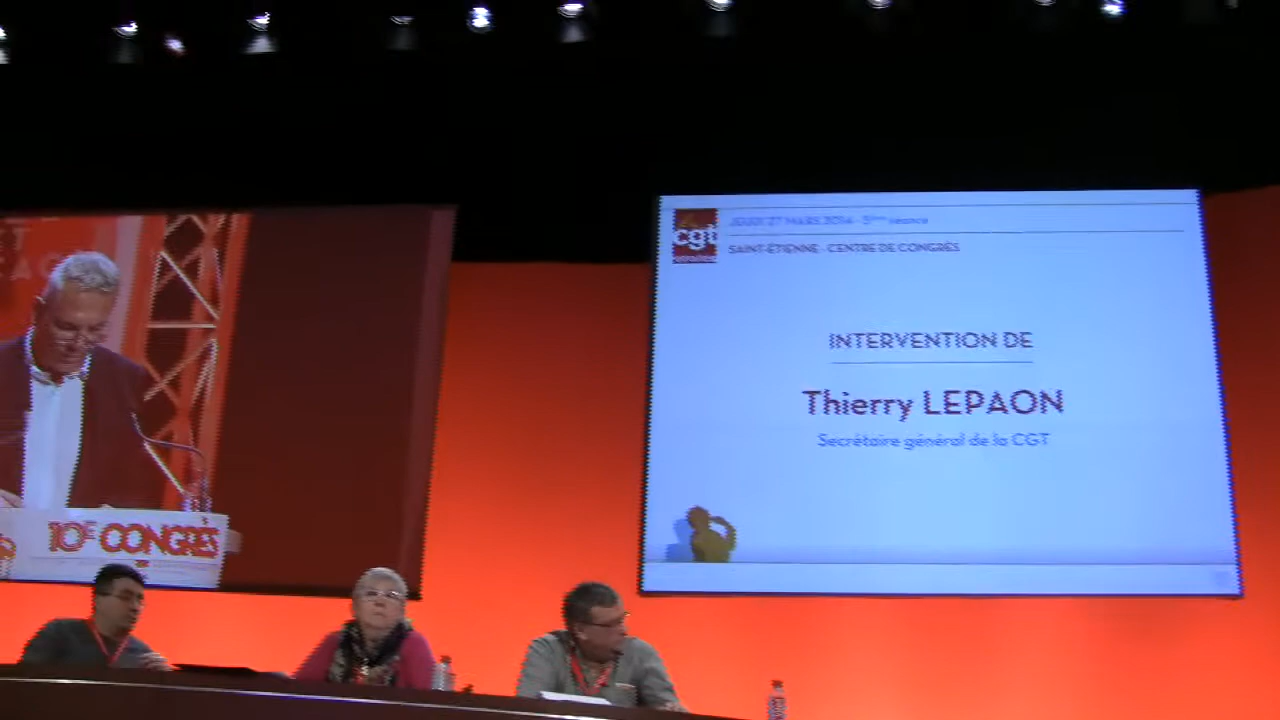 10E CONGRÈS
cgt
JEUDI 27 MARS 2014 - 5ème séance
SAINT-ÉTIENNE - CENTRE DE CONGRÈS
INTERVENTION DE
Thierry LEPAON
Secrétaire général de la CGT